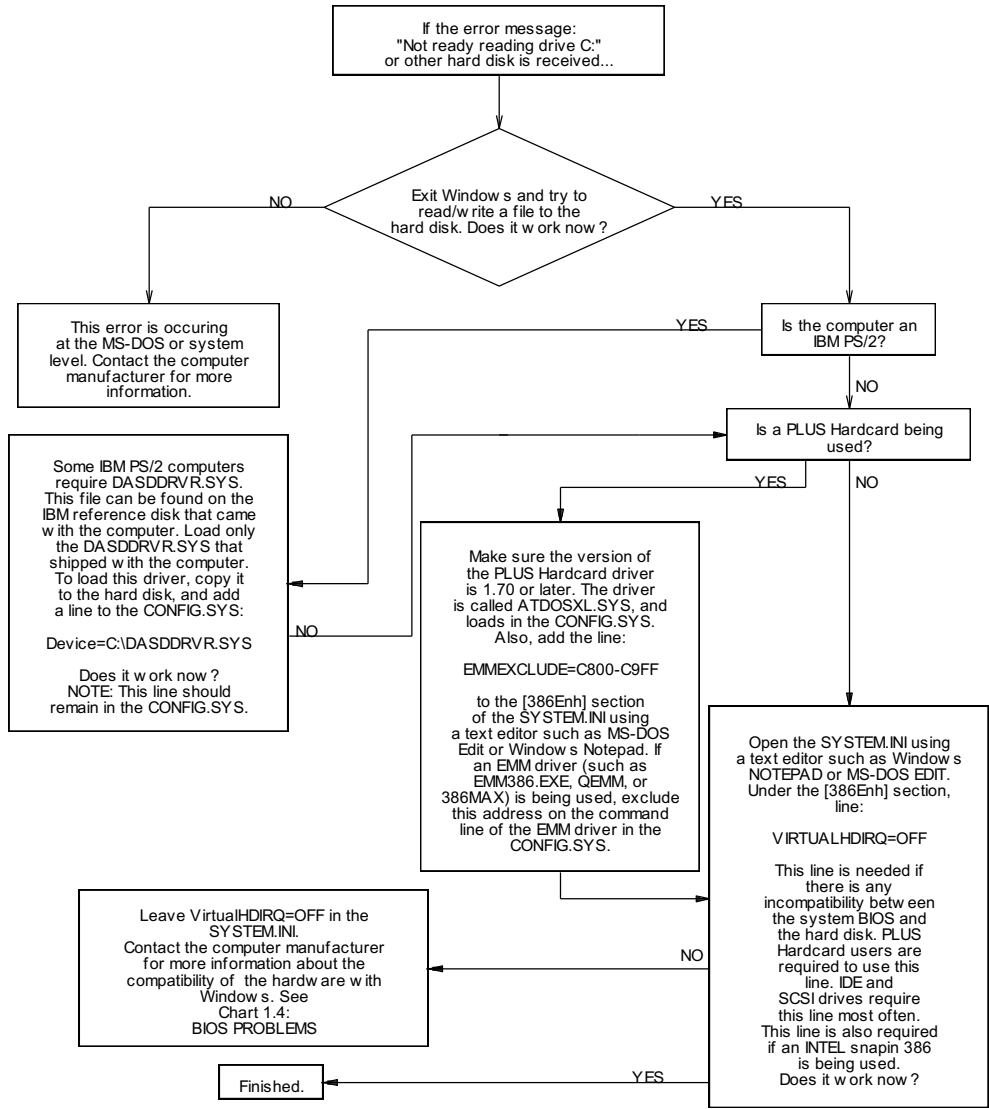 If the error message:
"Not ready reading drive C:"
or other hard disk is received...
Exit Windows and try to
read/write a file to the
hard disk. Does it work now?
NO
YES
This error is occuring
at the MS-DOS or system
level. Contact the computer
manufacturer for more
information.
Is the computer an
IBM PS/2?
YES
NO
Is a PLUS Hardcard being
used?
YES
NO
Some IBM PS/2 computers
require DASDDRVR.SYS.
This file can be found on the
IBM reference disk that came
with the computer. Load only
the DASDDRVR.SYS that
shipped with the computer.
To load this driver, copy it
to the hard disk, and add
a line to the CONFIG.SYS:
Device=C:\DASDDRVR.SYS
Does it work now?
NOTE: This line should
remain in the CONFIG.SYS.
NO
Make sure the version of
the PLUS Hardcard driver
is 1.70 or later. The driver
is called ATDOSXL.SYS, and
loads in the CONFIG.SYS.
Also, add the line:
EMMEXCLUDE=C800-C9FF
to the [386Enh] section
of the SYSTEM.INI using
a text editor such as MS-DOS
Edit or Windows Notepad. If
an EMM driver (such as
EMM386.EXE, QEMM, or
386MAX) is being used, exclude
this address on the command
line of the EMM driver in the
CONFIG.SYS.
Open the SYSTEM.INI using
a text editor such as Windows
NOTEPAD or MS-DOS EDIT.
Under the [386Enh] section,
line:
VIRTUALHDIRQ=OFF
This line is needed if
there is any
incompatibility between
the system BIOS and
the hard disk. PLUS
Hardcard users are
required to use this
line. IDE and
SCSI drives require
this line most often.
This line is also required
if an INTEL snapin 386
is being used.
Does it work now?
NO
Leave VirtualHDIRQ=OFF in the
SYSTEM.INI.
Contact the computer manufacturer
for more information about the
compatibility of the hardware with
Windows. See
Chart 1.4:
BIOS PROBLEMS
YES
Finished.